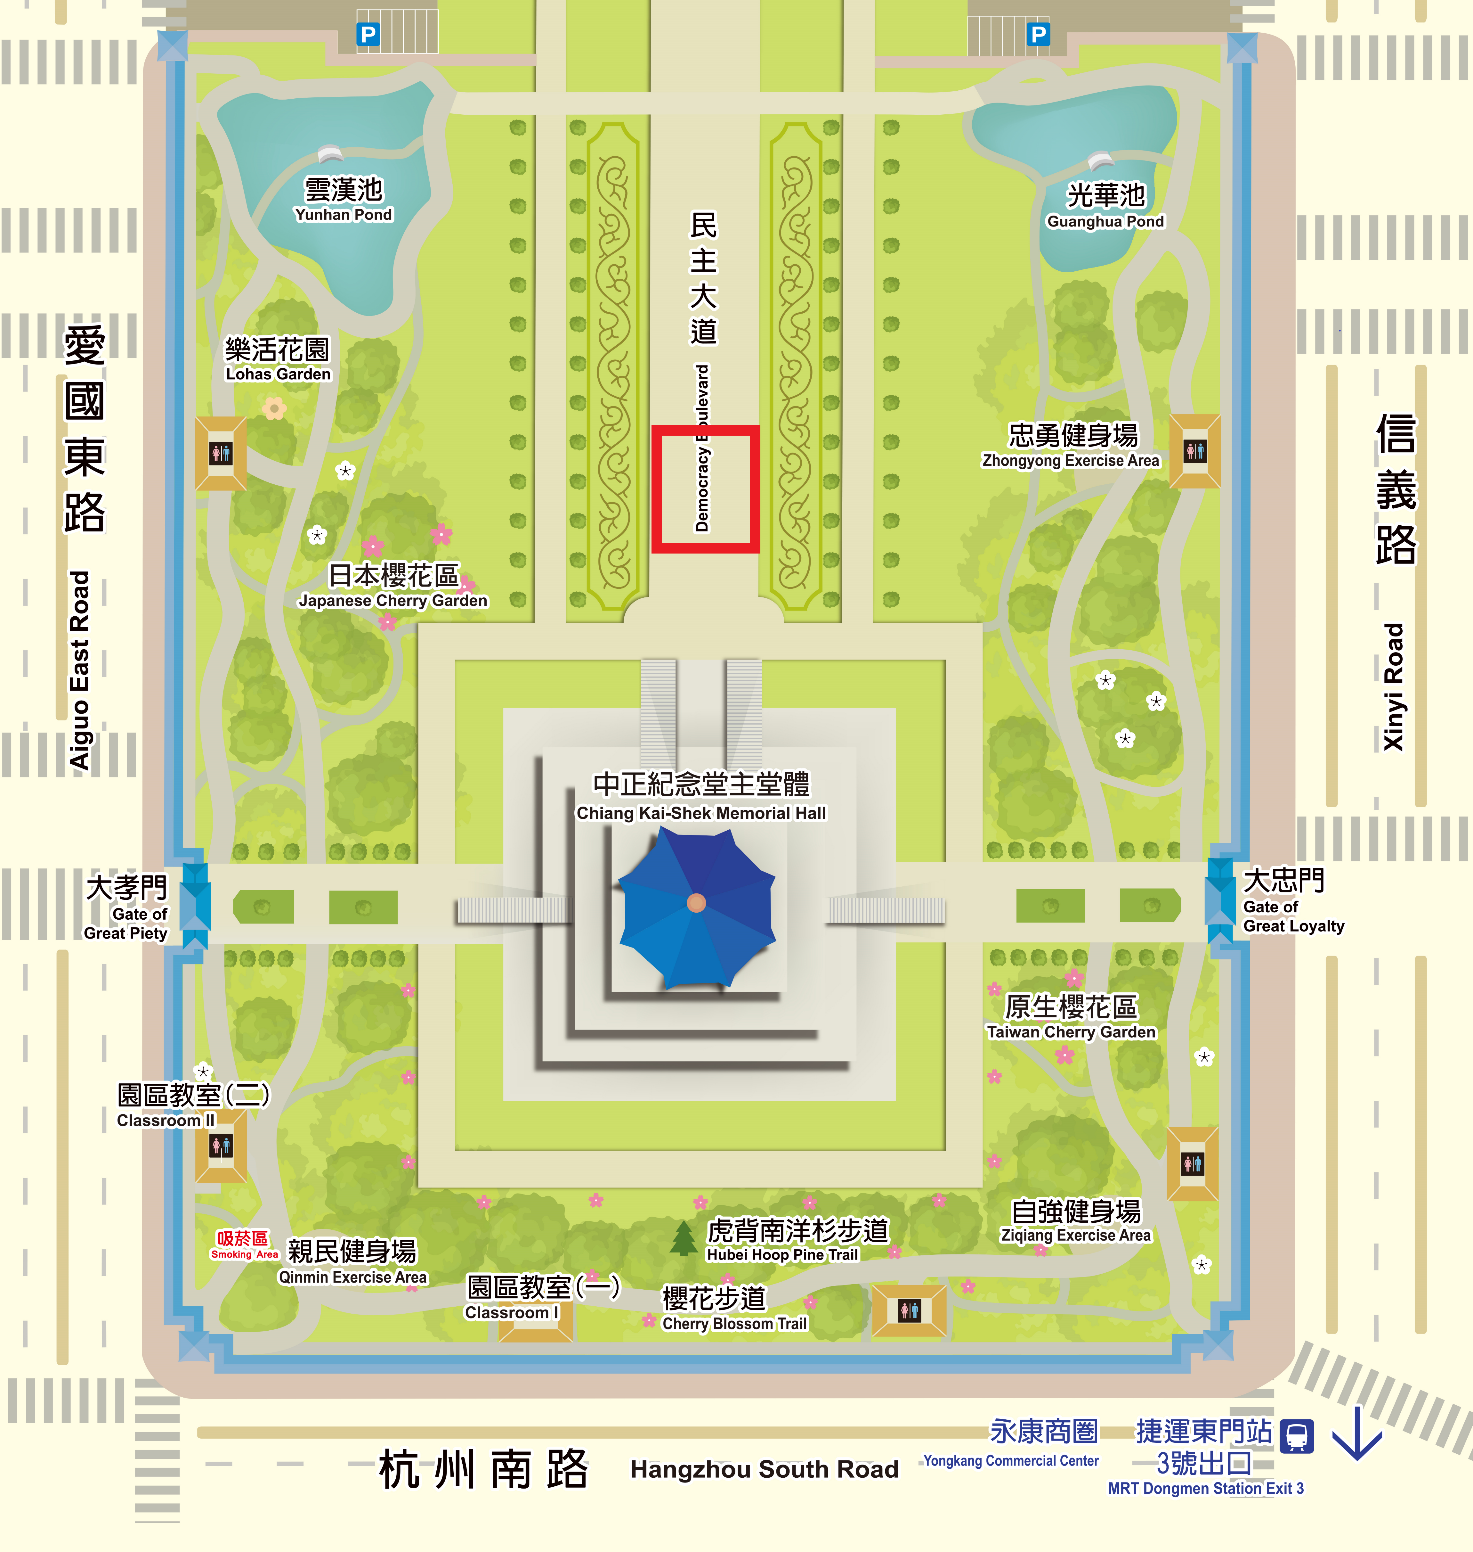 P
P
雲漢池
Yunhan Pond
光華池
Guanghua Pond
民主大道
Democracy Boulevard
愛國東路
Aiguo East Road
樂活花園
Lohas Garden
忠勇健身場
Zhongyong Exercise Area
信義路
Xinyi Road
日本櫻花區
Japanese Cherry Garden
中正紀念堂主堂體
Chiang Kai-Shek Memorial Hall
大孝門
Gate of
Great Piety
大忠門
Gate of
Great Loyalty
原生櫻花區
Taiwan Cherry Garden
園區教室(二)
Classroom II
吸菸區
Smoking Area
親民健身場
Qinmin Exercise Area
虎背南洋杉步道
Hubei Hoop Pine Trail
自強健身場
Ziqiang Exercise Area
園區教室(一)
Classroom I
櫻花步道
Cherry Blossom Trail
杭州南路
Hangzhou South Road
永康商圈
Yongkang Commercial Center
捷運東門站
3號出口
MRT Dongmen Station Exit 3